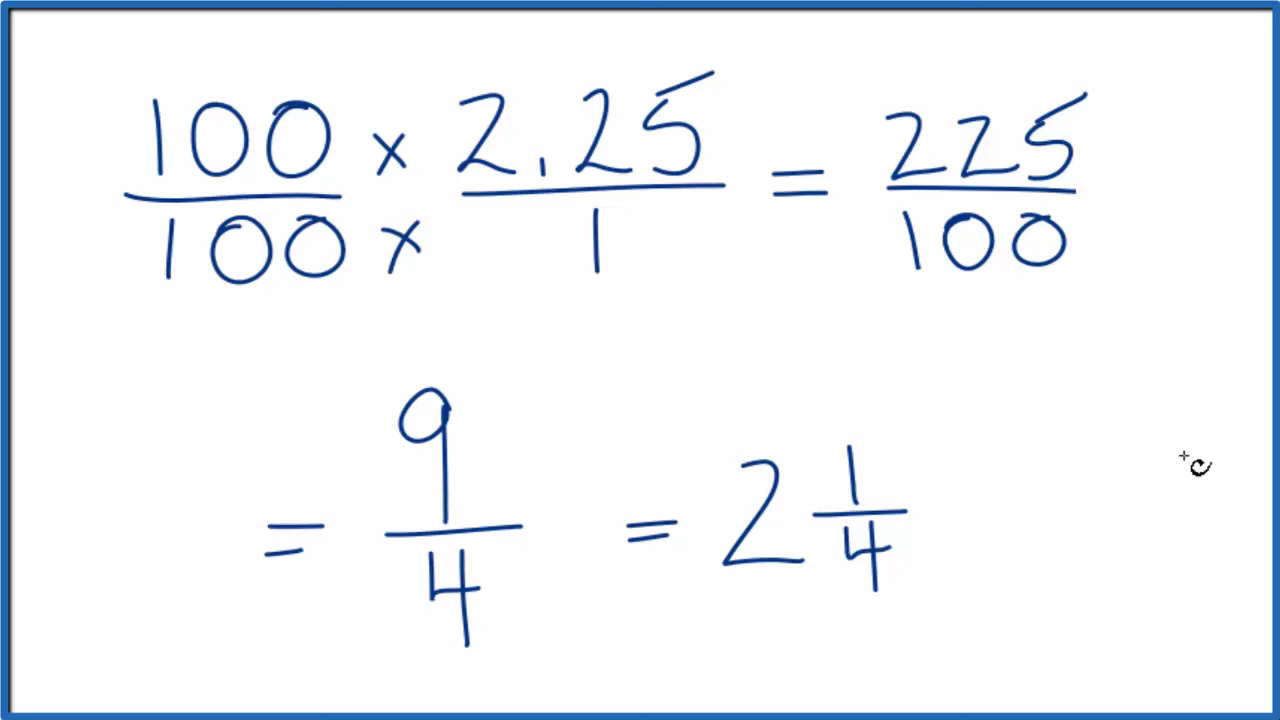 100 × 2.25 = 225
100 × 1 100
= 9 = 2 1
4 4